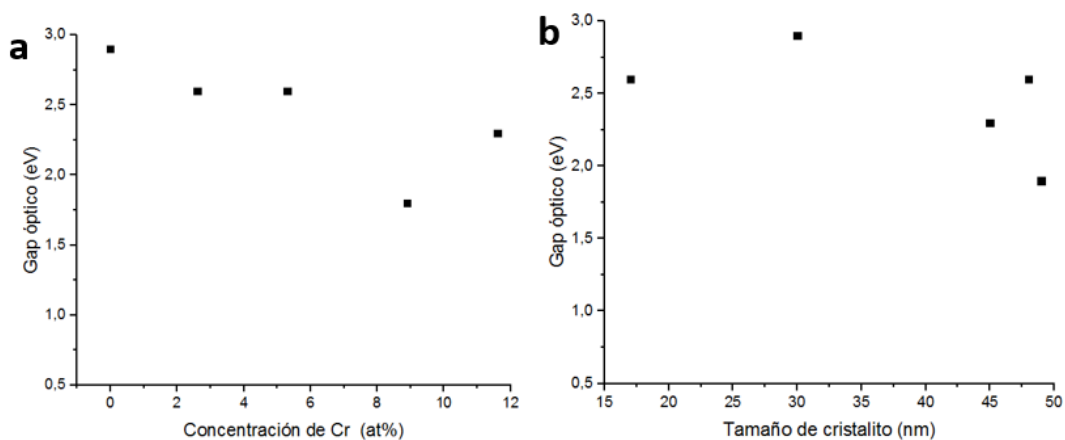 a
3,0
2,5
2,0
1,5
1,0
0,5
Gap óptico (eV)
0 2 4 6 8 10 12
Concentración de Cr (at%)
b
3,0
2,5
2,0
1,5
1,0
0,5
Gap óptico (eV)
15 20 25 30 35 40 45 50
Tamaño de cristalito (nm)